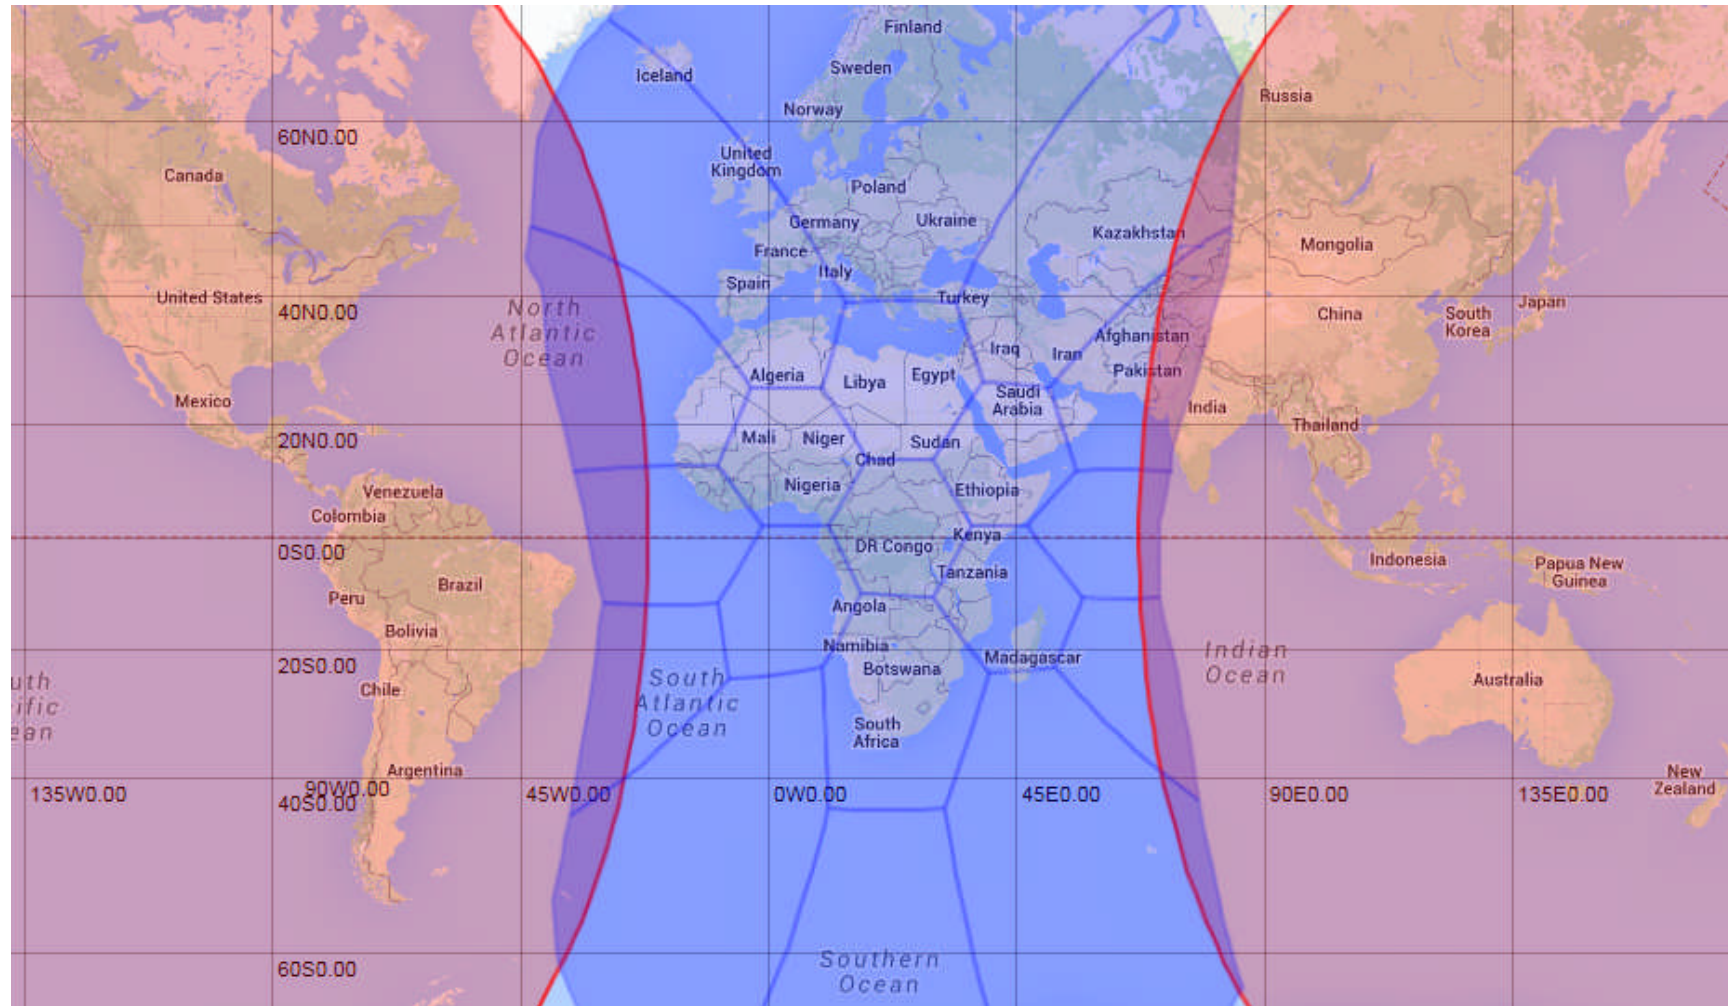 Finland
Sweden
Iceland
Russia
Norway
60N0.00
United
Kingdom
Canada
Poland
Germany
Ukraine
Kazakhstan
Mongolia
France
Italy
Spain
United States
Turkey
Japan
40N0.00
North
Atlantic
Ocean
China
South
Korea
Afghanistan
Iraq
Iran
Pakistan
Algeria
Libya
Egypt
Saudi
Arabia
Mexico
India
Thailand
20N0.00
Mali
Niger
Sudan
Chad
Venezuela
Nigeria
Ethiopia
Colombia
Kenya
0S0.00
DR Congo
Indonesia
Papua New
Guinea
Tanzania
Brazil
Peru
Angola
Bolivia
Namibia
Madagascar
Indian
Ocean
20S0.00
Botswana
uth
ific
ean
Chile
South
Atlantic
Ocean
Australia
South
Africa
Argentina
New
Zealand
135W0.00
90W0.00
40S0.00
45W0.00
0W0.00
45E0.00
90E0.00
135E0.00
Southern
Ocean
60S0.00